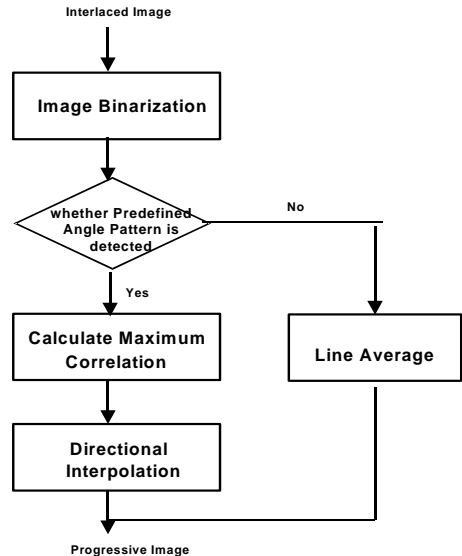 Interlaced Image
Image Binarization
whether Predefined
Angle Pattern is
detected
No
Yes
Calculate Maximum
Correlation
Line Average
Directional
Interpolation
Progressive Image